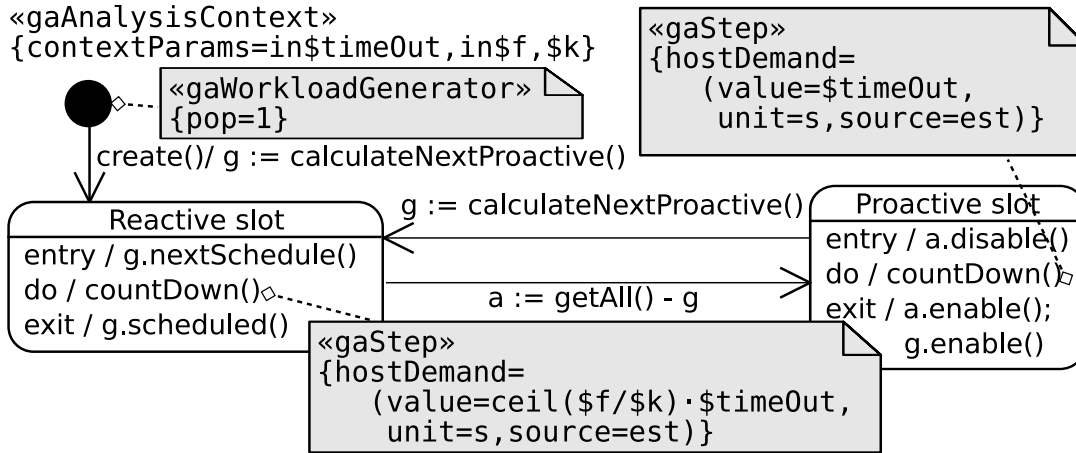 «gaAnalysisContext»
{contextParams=in$timeOut,in$f,$k}
«gaWorkloadGenerator»
{pop=1}
«gaStep»
{hostDemand=
(value=$timeOut,
unit=s,source=est)}
create()/ g := calculateNextProactive()
Reactive slot
entry / g.nextSchedule()
do / countDown()
exit / g.scheduled()
g := calculateNextProactive()
a := getAll() - g
Proactive slot
entry / a.disable()
do / countDown()
exit / a.enable();
g.enable()
«gaStep»
{hostDemand=
(value=ceil($f/$k)·$timeOut,
unit=s,source=est)}